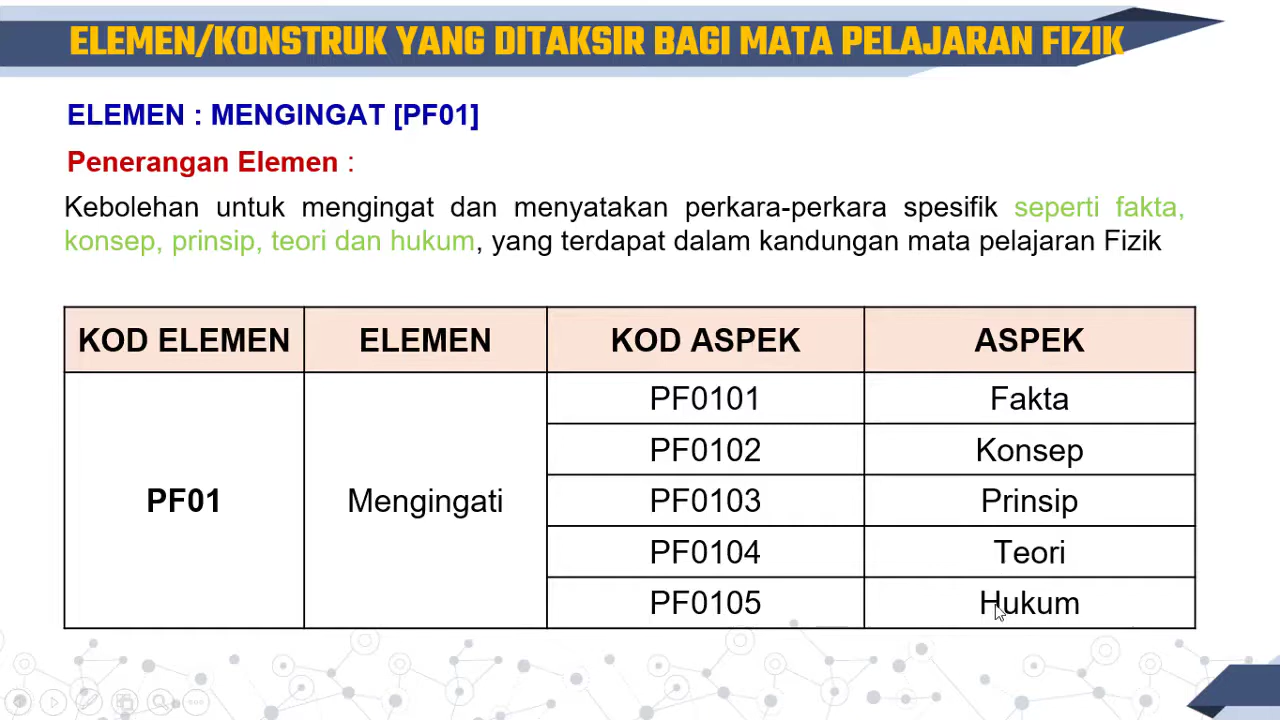 ELEMEN/KONSTRUK YANG DITAKSIR BAGI MATA PELAJARAN FIZIK
ELEMEN : MENGINGAT [PF01]
Penerangan Elemen :
Kebolehan untuk mengingat dan menyatakan perkara-perkara spesifik seperti fakta,
konsep, prinsip, teori dan hukum, yang terdapat dalam kandungan mata pelajaran Fizik
KOD ELEMEN ELEMEN KOD ASPEK ASPEK
PF0101 Fakta
PF0102 Konsep
PF01 Mengingati PF0103 Prinsip
PF0104 Teori
PF0105 Hukum